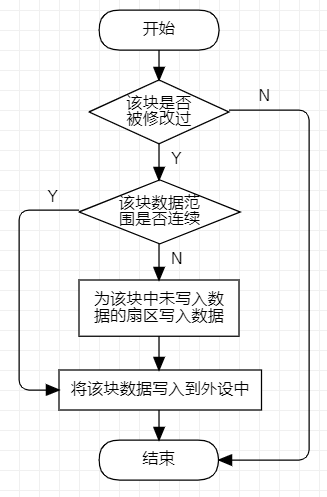 开始
该块是否
被修改过
N
Y
该块数据范
围是否连续
Y
N
为该块中未写入数
据的扇区写入数据
将该块数据写入到外设中
结束